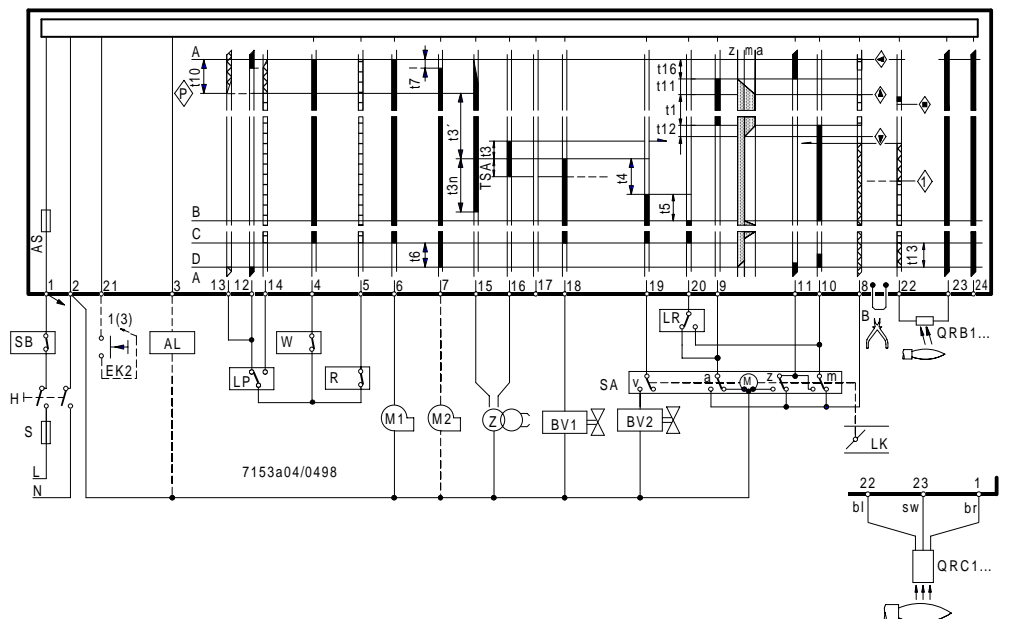 A
z m a
t10
t7
t16
t11
P
t1
t3´
t12
t3
TSA
t4
1
t3n
t5
B
AS
C
t6
t13
D
A
1 2 21 3 13 12 14 4 5 6 7 15 16 17 18 19 20 9 11 10 8 22 23 24
1(3)
SB
AL
W
LR
B
QRB1...
EK2
LP
R
SA
v a M z m
H
M1
M2
Z
BV1
BV2
S
LK
L
7153a04/0498
N
22 23 1
bl sw br
QRC1...